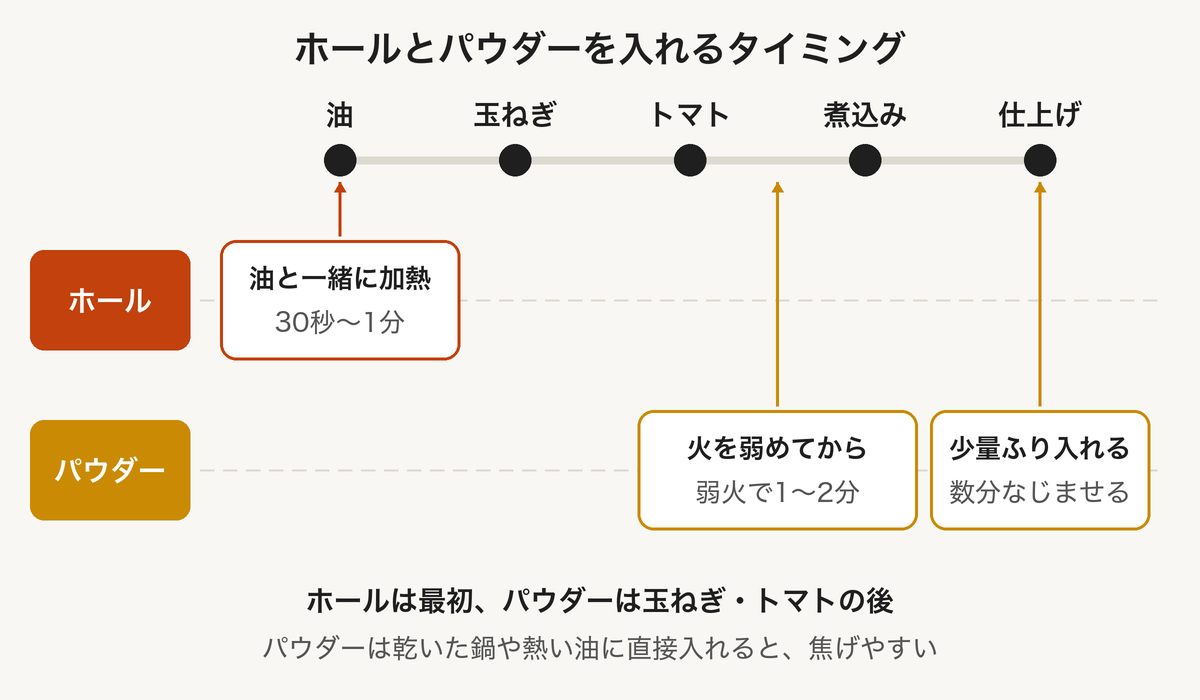 ホールとパウダーを入れるタイミング
油
玉ねぎ
トマト
煮込み
仕上げ
ホール
油と一緒に加熱
30秒〜1分
パウダー
火を弱めてから
弱火で1〜2分
少量ふり入れる
数分なじませる
ホールは最初、パウダーは玉ねぎ・トマトの後
パウダーは乾いた鍋や熱い油に直接入れると、焦げやすい